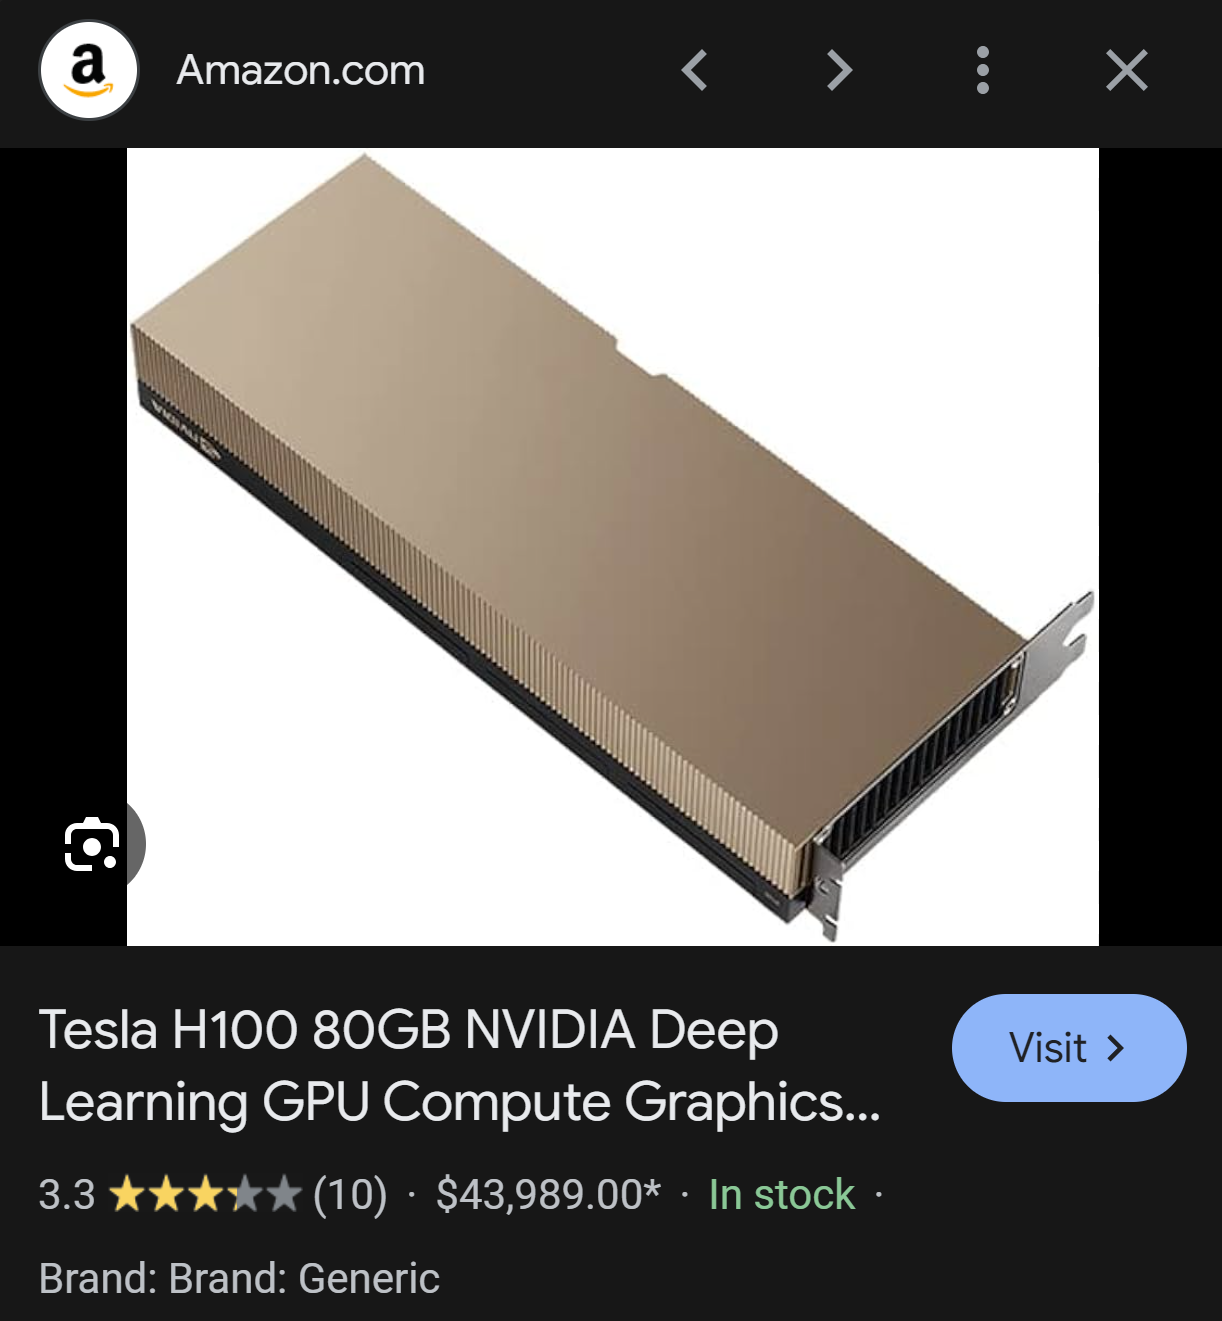 a
Amazon.com
NVIDIA
Tesla H100 80GB NVIDIA Deep
Learning GPU Compute Graphics...
Visit
3.3 (10) · $43,989.00* · In stock ·
Brand: Brand: Generic